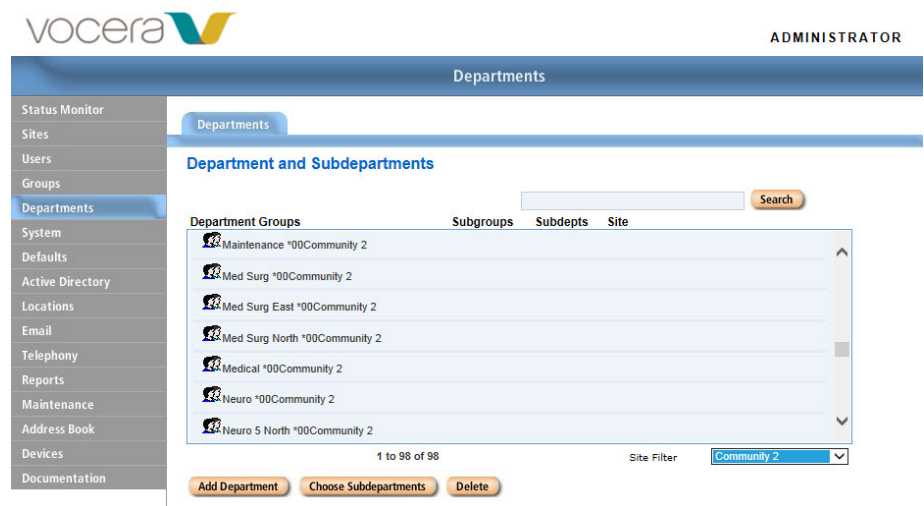 vocera
ADMINISTRATOR
Departments
Status Monitor
Sites
Users
Groups
Departments
System
Defaults
Active Directory
Locations
Email
Telephony
Reports
Maintenance
Address Book
Devices
Documentation
Departments
Department and Subdepartments
Search
Department Groups Subgroups Subdepts Site
Maintenance *00Community 2
Med Surg *00Community 2
Med Surg East *00Community 2
Med Surg North *00Community 2
Medical *00Community 2
Neuro *00Community 2
Neuro 5 North *00Community 2
1 to 98 of 98 Site Filter Community 2
Add Department Choose Subdepartments Delete